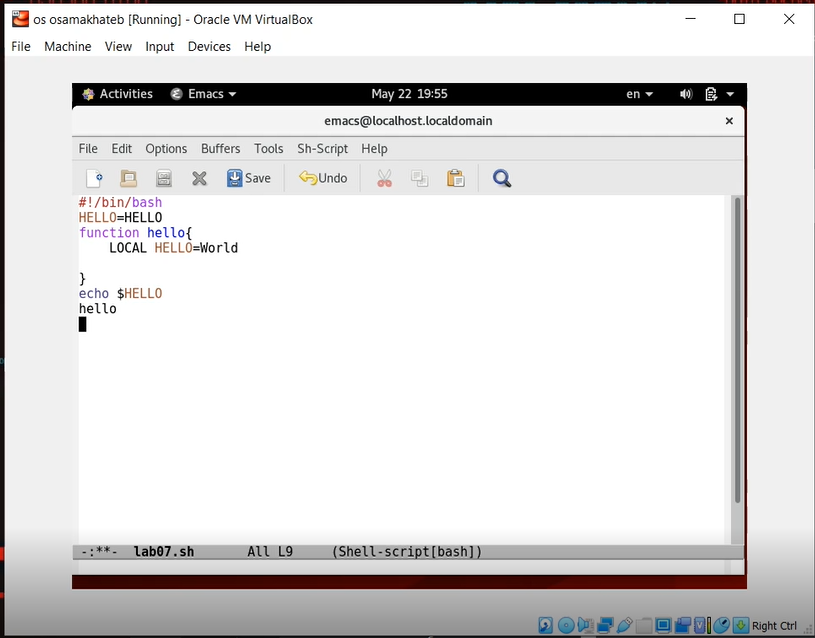 os osamakhateb [Running] - Oracle VM VirtualBox
File Machine View Input Devices Help
Activities Emacs May 22 19:55 en
emacs@localhost.localdomain
File Edit Options Buffers Tools Sh-Script Help
Save Undo
#!/bin/bash
HELLO=HELLO
function hello{
    LOCAL HELLO=World
}
echo $HELLO
hello
-:**- lab07.sh All L9 (Shell-script[bash])
Right Ctrl